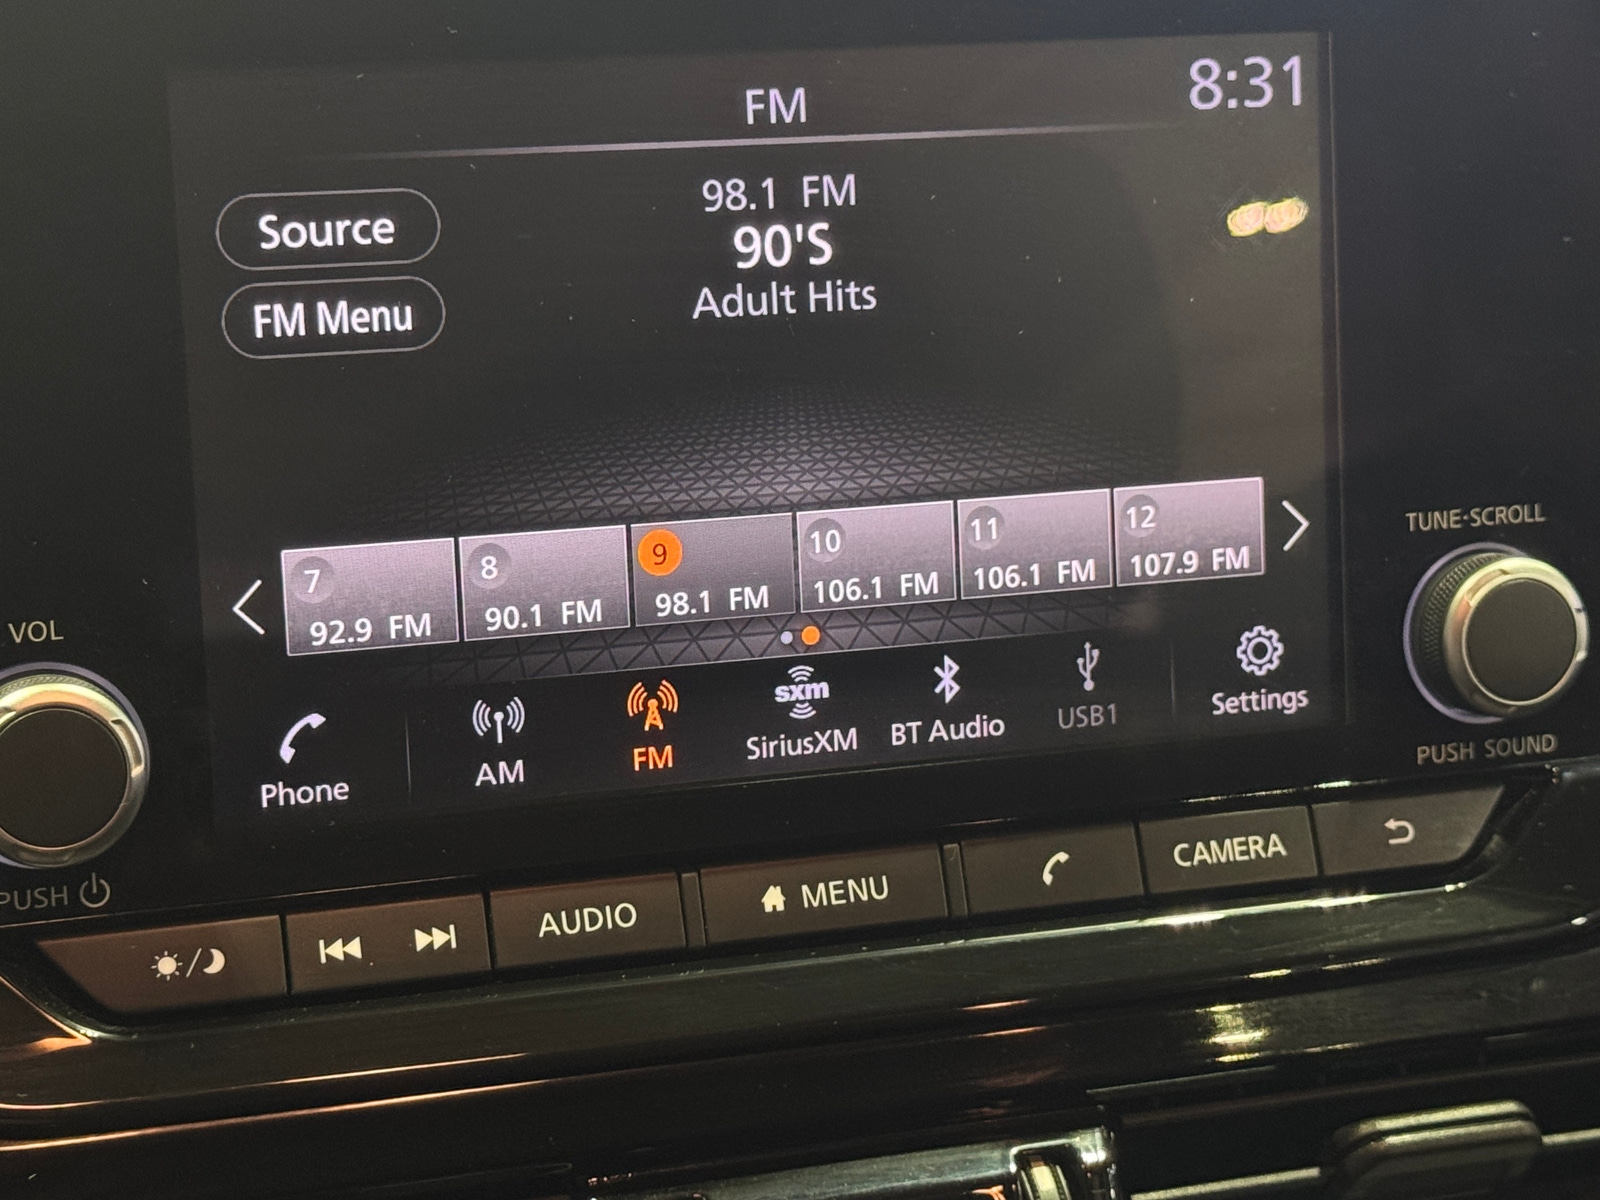 FM
8:31
98.1 FM
90'S
Adult Hits
Source
FM Menu
7
92.9 FM
8
90.1 FM
9
98.1 FM
10
106.1 FM
11
106.1 FM
12
107.9 FM
Phone
AM
FM
sxm
SiriusXM
BT Audio
USB1
Settings
VOL
PUSH
TUNE·SCROLL
PUSH SOUND
AUDIO
MENU
CAMERA